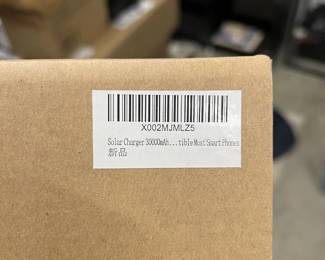 X002MJMLZ5
Solar Charger 30000mAh...tible Most Smart Phones
新品